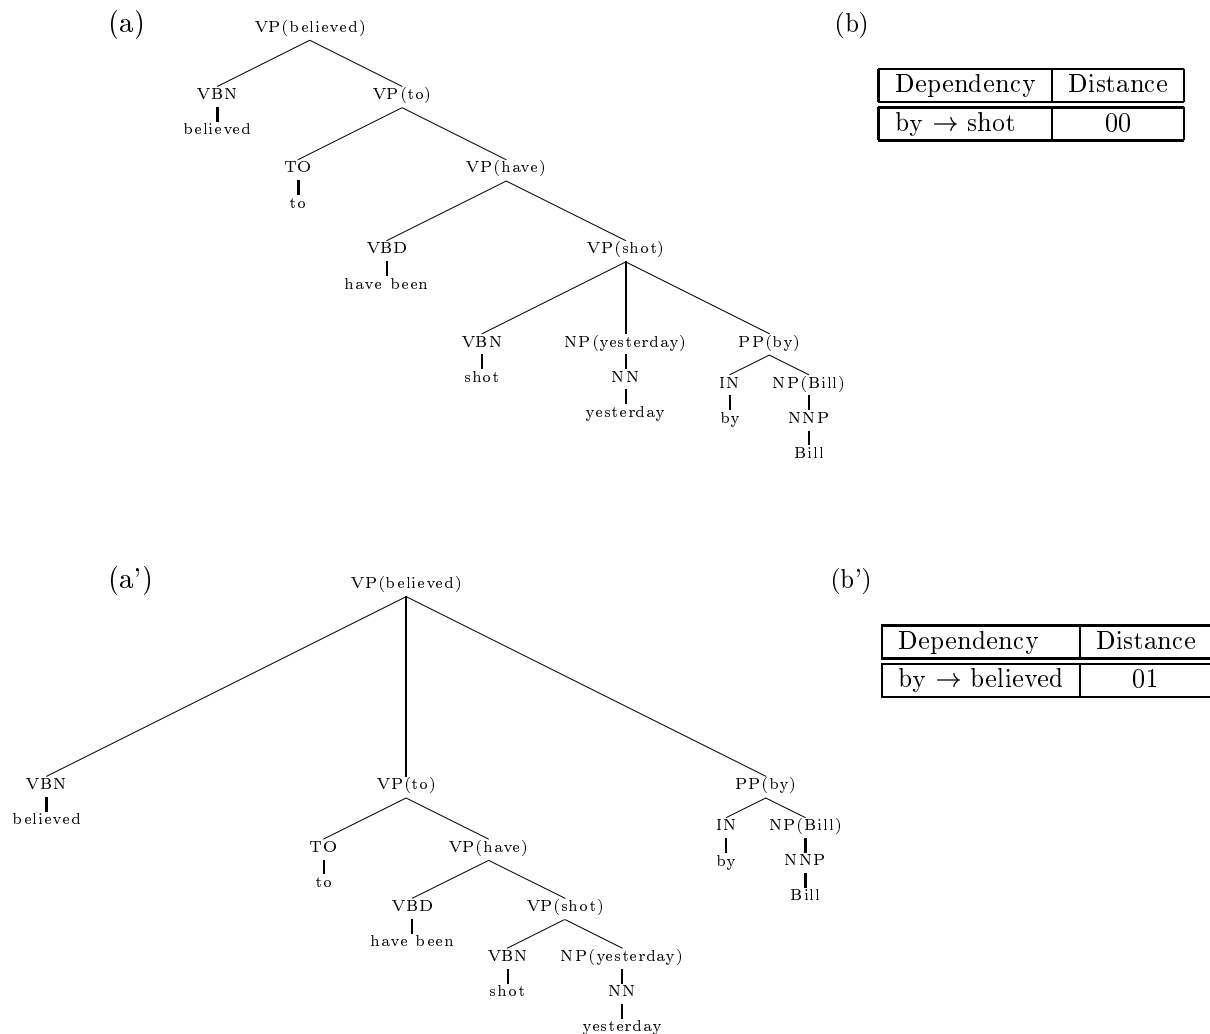 (a)
VP(believed)
(b)
Dependency Distance
by → shot 00
VBN VP(to)
believed
TO VP(have)
to
VBD VP(shot)
have been
VBN NP(yesterday) PP(by)
shot NN IN NP(Bill)
yesterday by NNP
Bill
(a')
VP(believed)
(b')
Dependency Distance
by → believed 01
VBN VP(to) PP(by)
believed
TO VP(have) IN NP(Bill)
to by NNP
Bill
VBD VP(shot)
have been
VBN NP(yesterday)
shot NN
yesterday